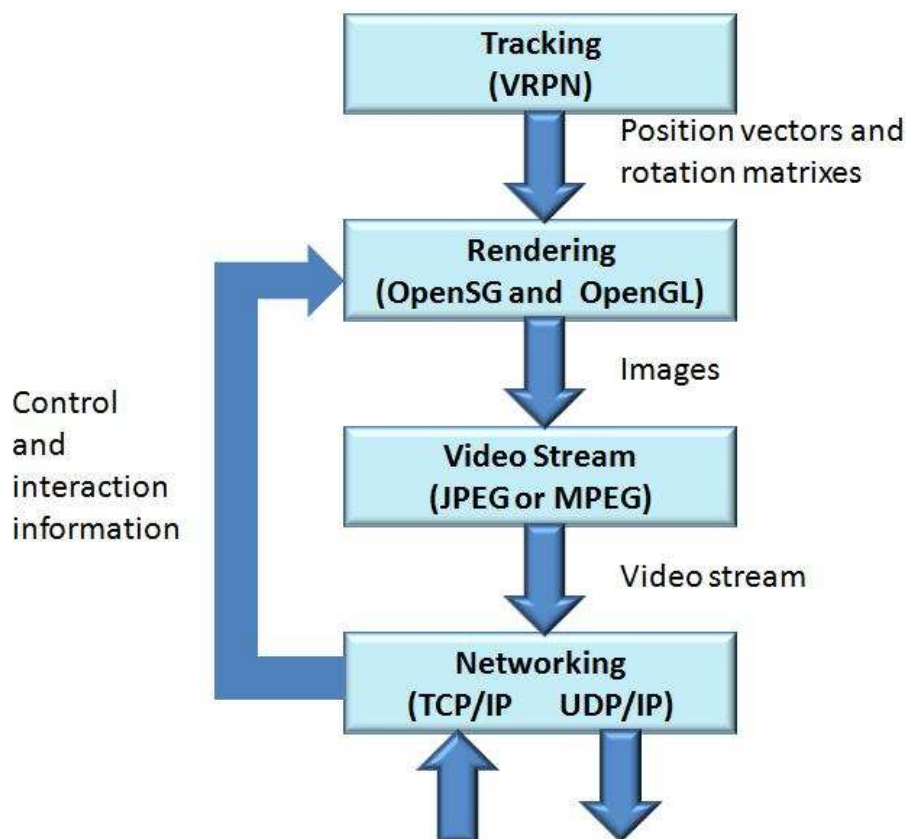 Tracking
(VRPN)
Position vectors and
rotation matrixes
Rendering
(OpenSG and OpenGL)
Images
Control
and
interaction
information
Video Stream
(JPEG or MPEG)
Video stream
Networking
(TCP/IP UDP/IP)